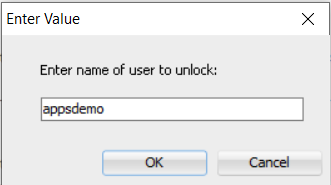 Enter Value
Enter name of user to unlock:
appsdemo
OK Cancel